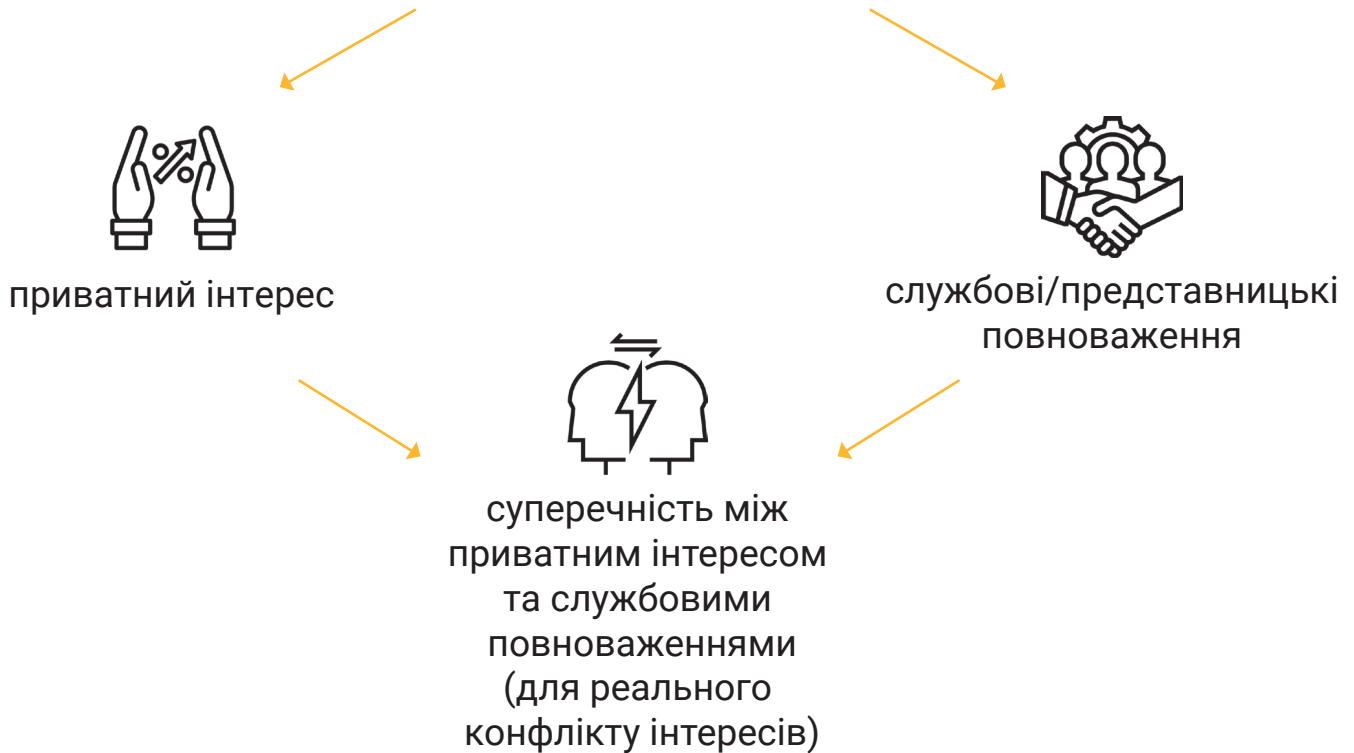 приватний інтерес
службові/представницькі
повноваження
суперечність між
приватним інтересом
та службовими
повноваженнями
(для реального
конфлікту інтересів)